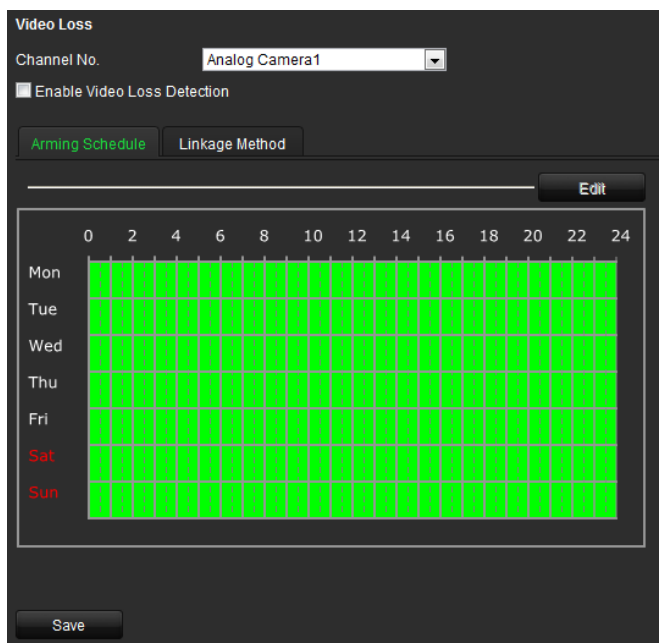 Video Loss
Channel No. Analog Camera1
Enable Video Loss Detection
Arming Schedule Linkage Method
Edit
0 2 4 6 8 10 12 14 16 18 20 22 24
Mon
Tue
Wed
Thu
Fri
Sat
Sun
Save